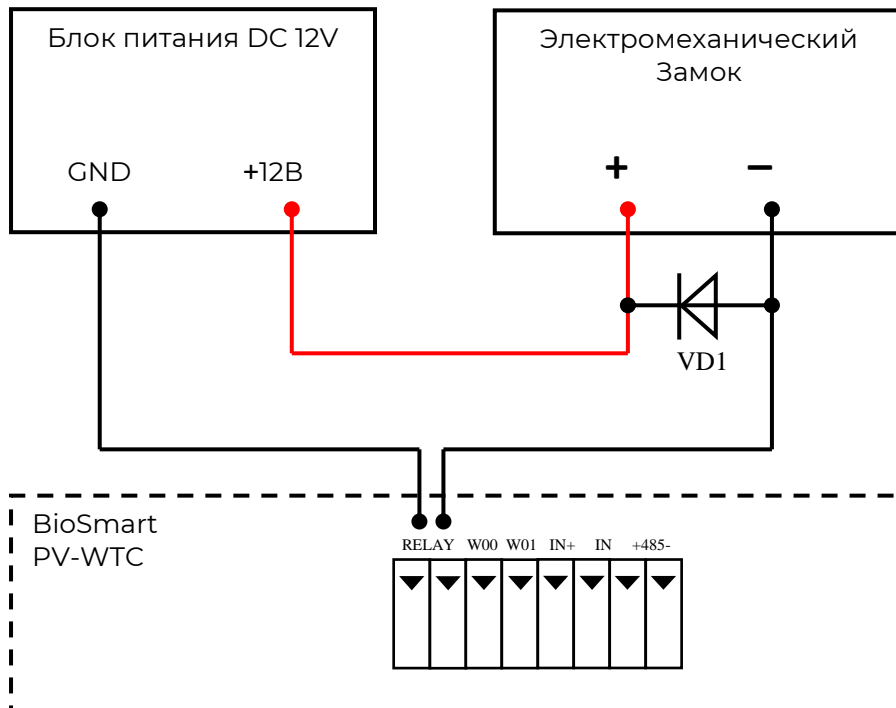 Блок питания DC 12V
Электромеханический
Замок
GND
+12В
+
−
VD1
BioSmart
PV-WTC
RELAY W00 W01 IN+ IN +485-